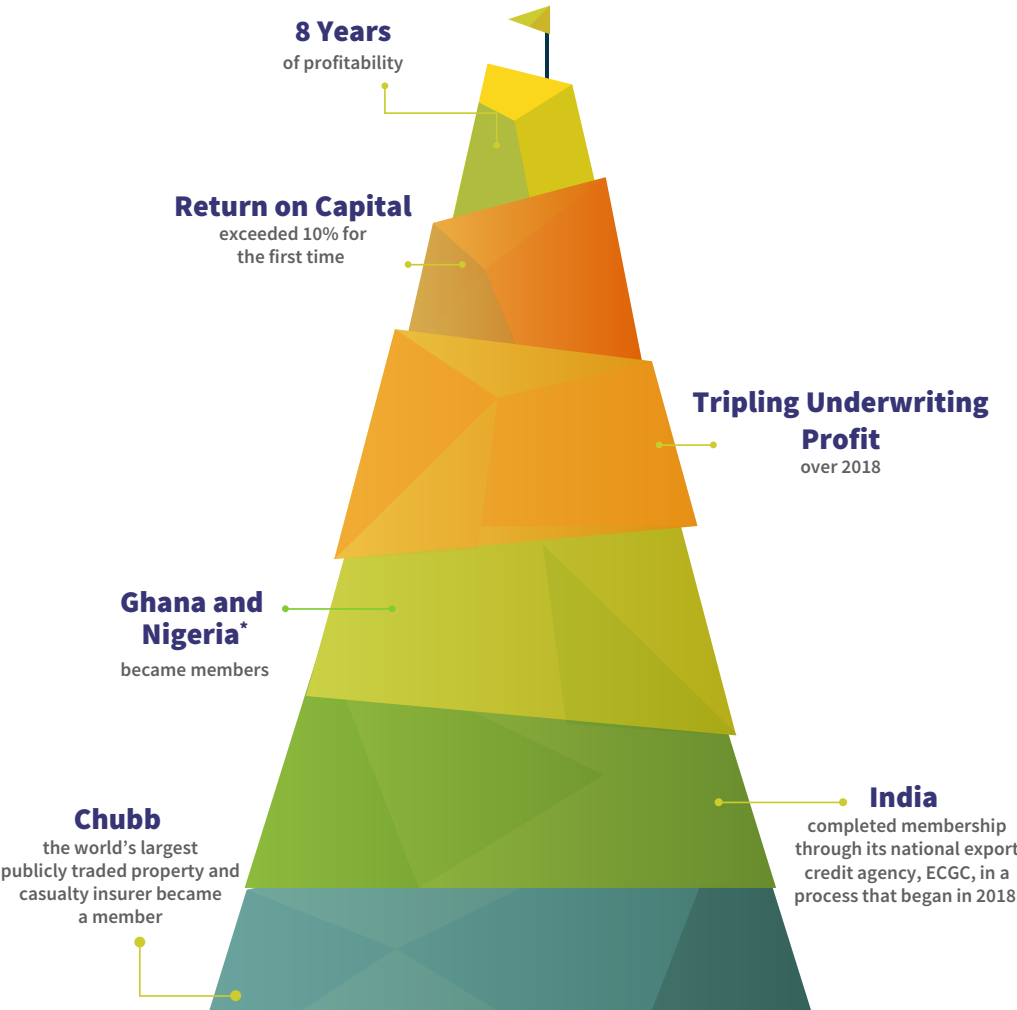 8 Years
of profitability
Return on Capital
exceeded 10% for
the first time
Tripling Underwriting
Profit
over 2018
Ghana and
Nigeria*
became members
India
completed membership
through its national export
credit agency, ECGC, in a
process that began in 2018
Chubb
the world’s largest
publicly traded property and
casualty insurer became
a member